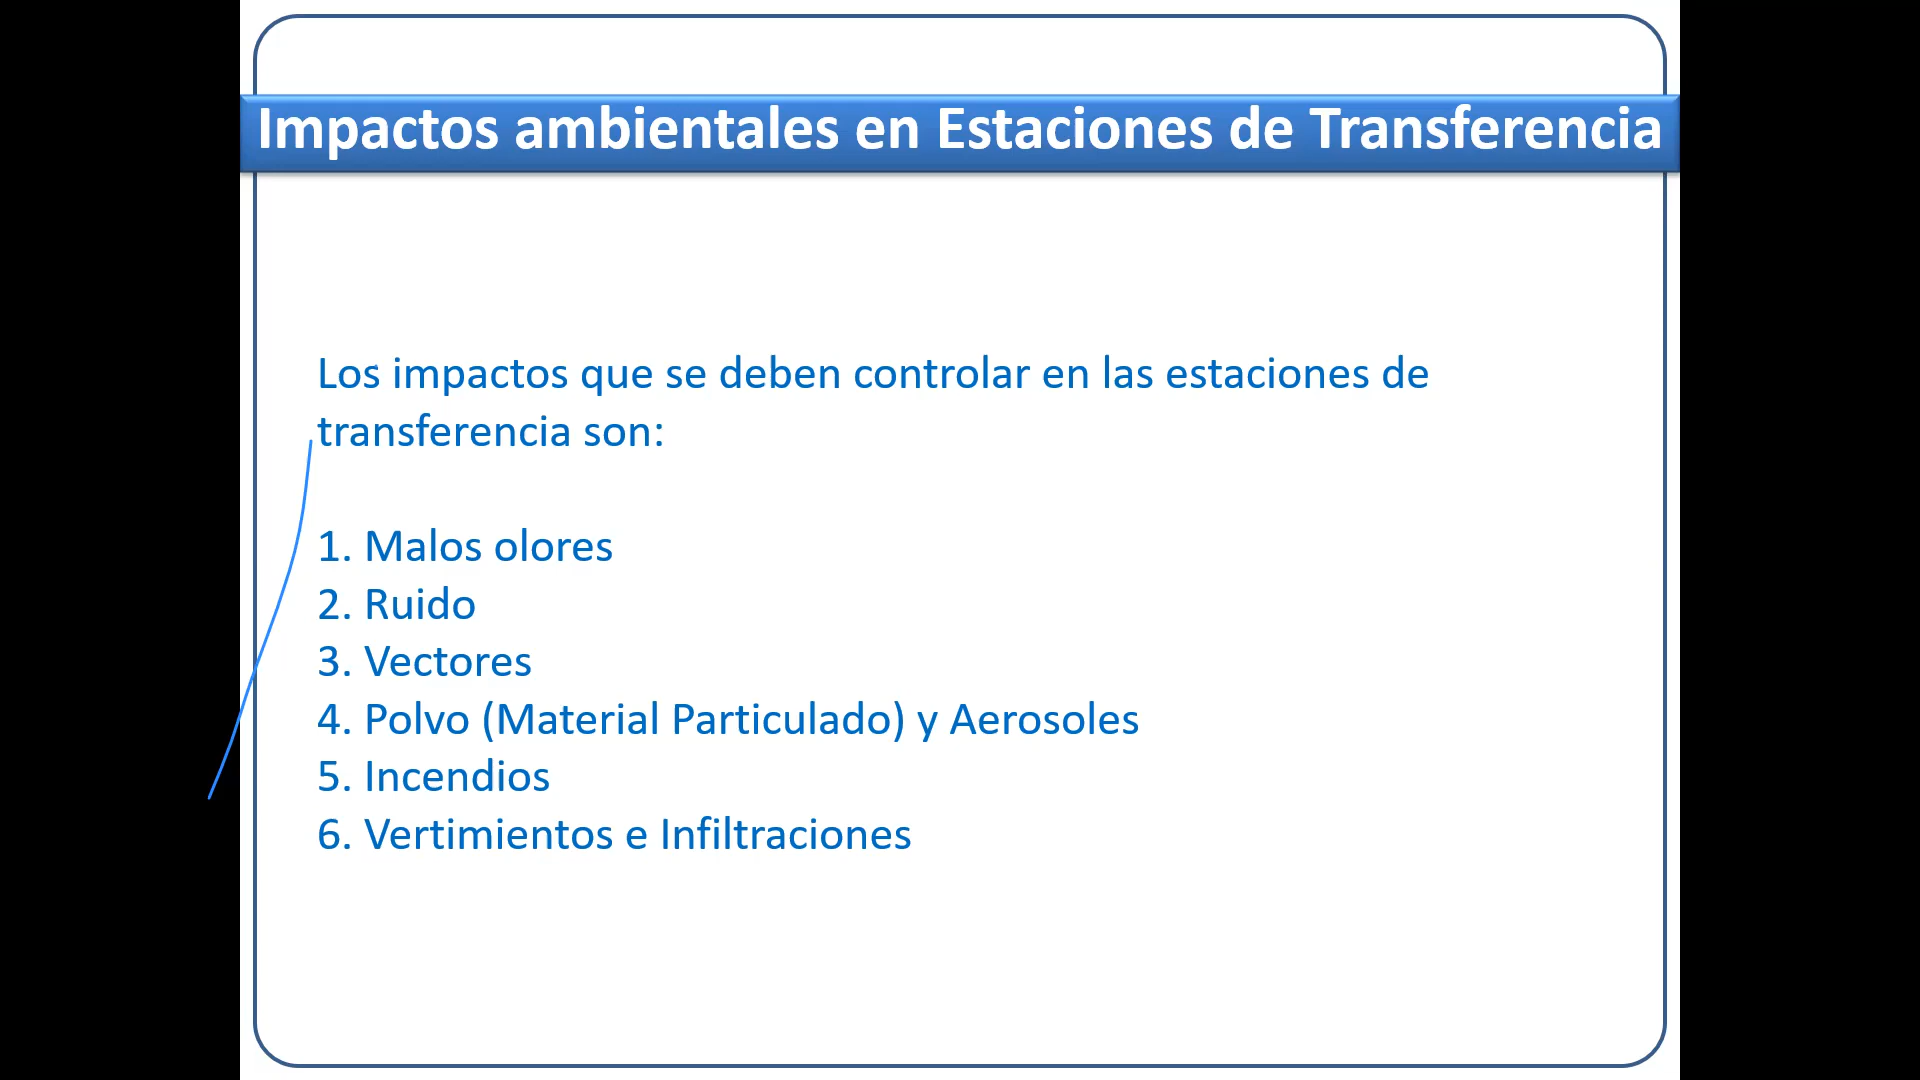 Impactos ambientales en Estaciones de Transferencia
Los impactos que se deben controlar en las estaciones de
transferencia son:
1. Malos olores
2. Ruido
3. Vectores
4. Polvo (Material Particulado) y Aerosoles
5. Incendios
6. Vertimientos e Infiltraciones